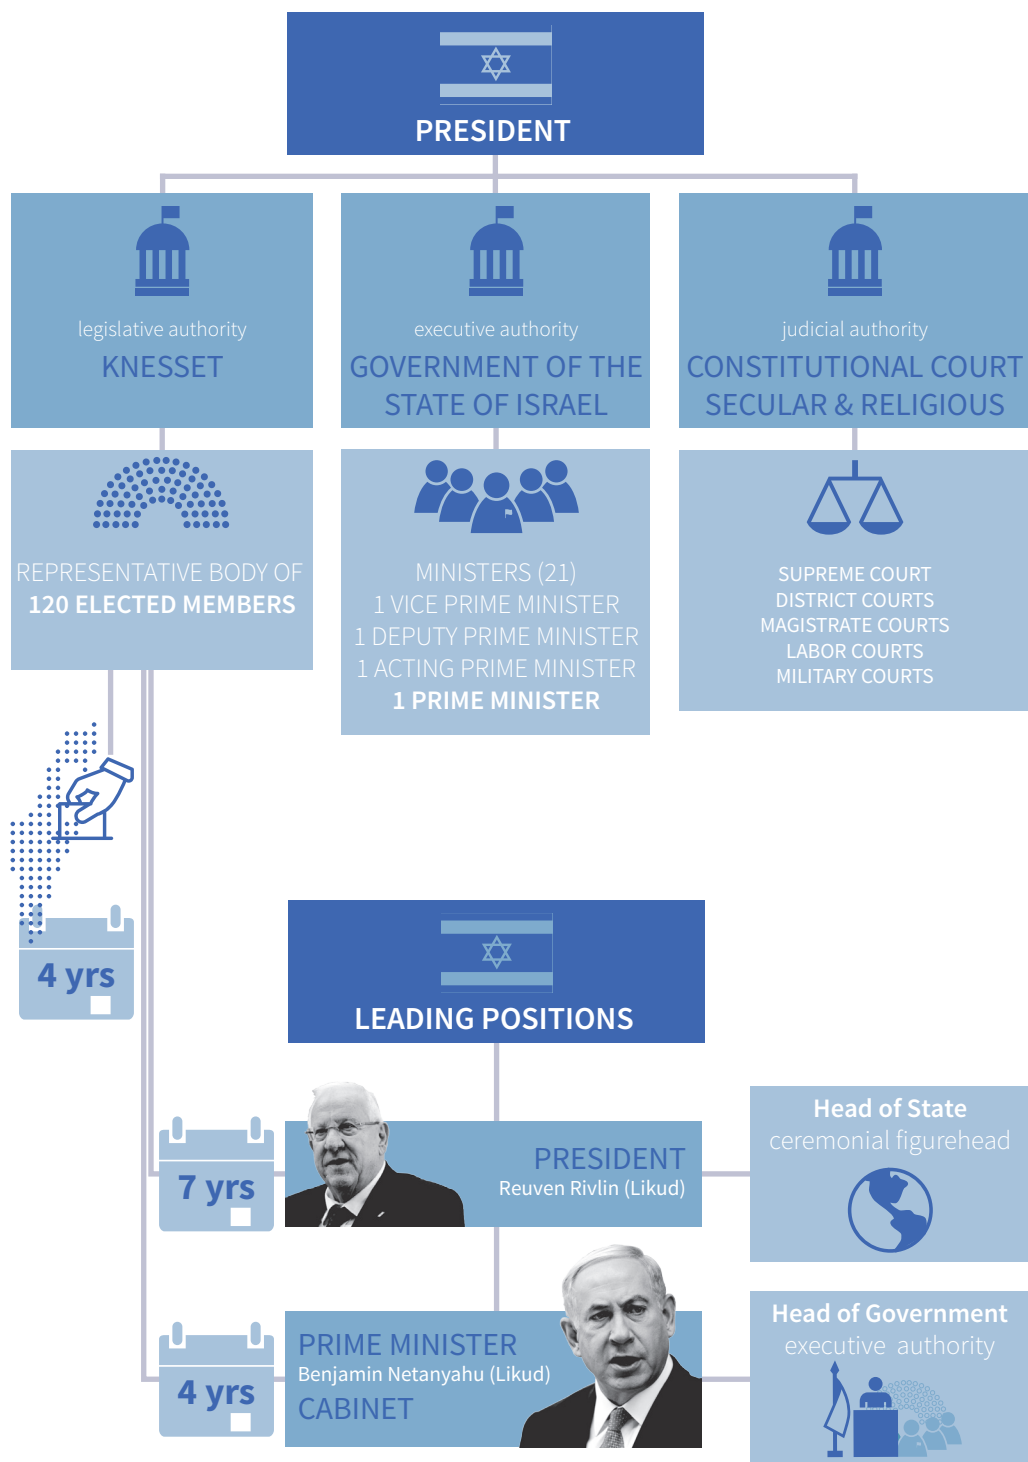 PRESIDENT
legislative authority
KNESSET
executive authority
GOVERNMENT OF THE
STATE OF ISRAEL
judicial authority
CONSTITUTIONAL COURT
SECULAR & RELIGIOUS
REPRESENTATIVE BODY OF
120 ELECTED MEMBERS
MINISTERS (21)
1 VICE PRIME MINISTER
1 DEPUTY PRIME MINISTER
1 ACTING PRIME MINISTER
1 PRIME MINISTER
SUPREME COURT
DISTRICT COURTS
MAGISTRATE COURTS
LABOR COURTS
MILITARY COURTS
4 yrs
LEADING POSITIONS
7 yrs
PRESIDENT
Reuven Rivlin (Likud)
Head of State
ceremonial figurehead
4 yrs
PRIME MINISTER
Benjamin Netanyahu (Likud)
CABINET
Head of Government
executive authority